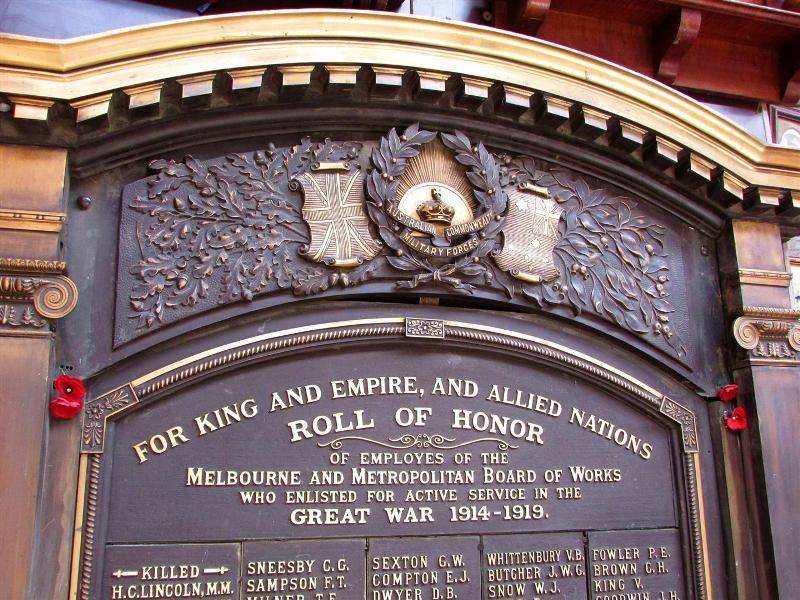 AUSTRALIAN COMMONWEALTH
MILITARY FORCES
FOR KING AND EMPIRE, AND ALLIED NATIONS
ROLL OF HONOR
OF EMPLOYES OF THE
MELBOURNE AND METROPOLITAN BOARD OF WORKS
WHO ENLISTED FOR ACTIVE SERVICE IN THE
GREAT WAR 1914-1919.
KILLED
H.C. LINCOLN, M.M.
SNEESBY C.G.
SAMPSON F.T.
MILNER T.E.
SEXTON G.W.
COMPTON E.J.
DWYER D.B.
WHITTENBURY V.B.
BUTCHER J.W.G.
SNOW W.J.
FOWLER P.E.
BROWN C.H.
KING V.
GOODWIN J.H.